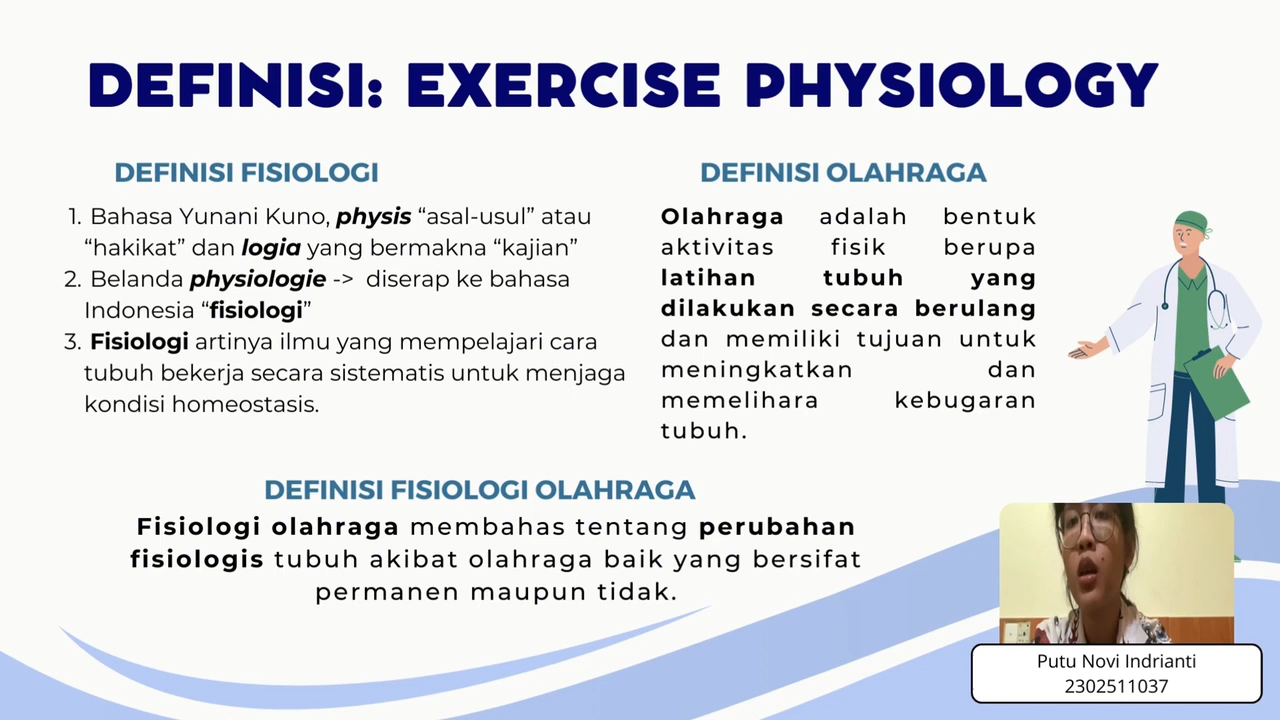 DEFINISI: EXERCISE PHYSIOLOGY
DEFINISI FISIOLOGI
1. Bahasa Yunani Kuno, physis “asal-usul” atau
“hakikat” dan logia yang bermakna “kajian”
2. Belanda physiologie -> diserap ke bahasa
Indonesia “fisiologi”
3. Fisiologi artinya ilmu yang mempelajari cara
tubuh bekerja secara sistematis untuk menjaga
kondisi homeostasis.
DEFINISI OLAHRAGA
Olahraga adalah bentuk
aktivitas fisik berupa
latihan tubuh yang
dilakukan secara berulang
dan memiliki tujuan untuk
meningkatkan dan
memelihara kebugaran
tubuh.
DEFINISI FISIOLOGI OLAHRAGA
Fisiologi olahraga membahas tentang perubahan
fisiologis tubuh akibat olahraga baik yang bersifat
permanen maupun tidak.
Putu Novi Indrianti
2302511037